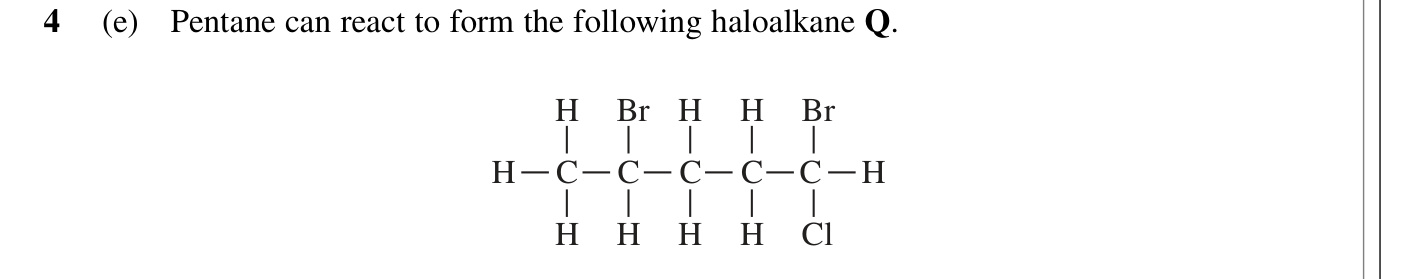 4 (e) Pentane can react to form the following haloalkane Q.
H Br H H Br
H—C—C—C—C—C—H
H H H H Cl